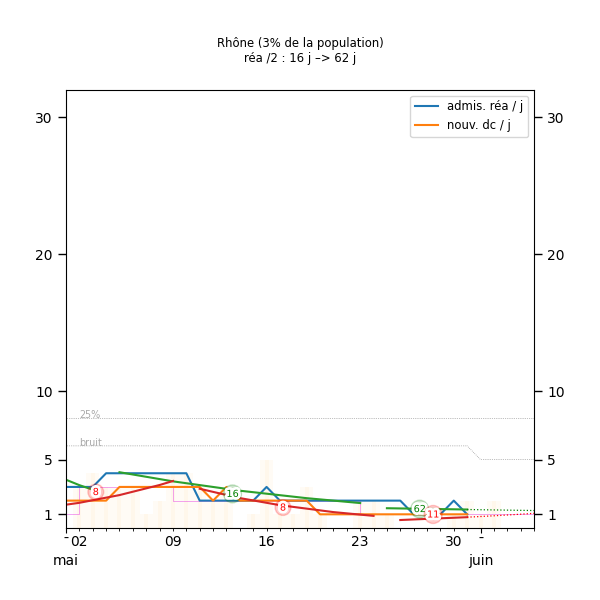 Rhône (3% de la population)
réa /2 : 16 j –> 62 j
admis. réa / j
nouv. dc / j
30 30
20 20
10 10
25%
bruit
5 5
8 16 8 62 11
1 1
02 09 16 23 30
mai juin